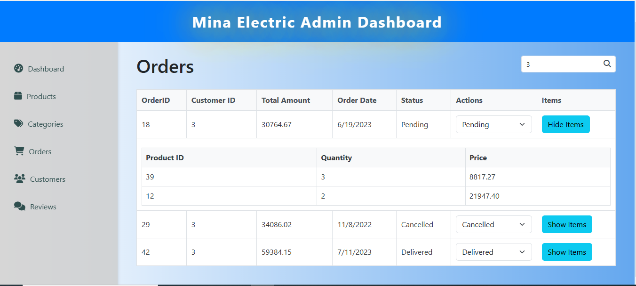 Mina Electric Admin Dashboard
Dashboard
Products
Categories
Orders
Customers
Reviews
Orders
3
OrderID Customer ID Total Amount Order Date Status Actions Items
18 3 30764.67 6/19/2023 Pending Pending Hide Items
Product ID Quantity Price
39 3 8817.27
12 2 21947.40
29 3 34086.02 11/8/2022 Cancelled Cancelled Show Items
42 3 59384.15 7/11/2023 Delivered Delivered Show Items